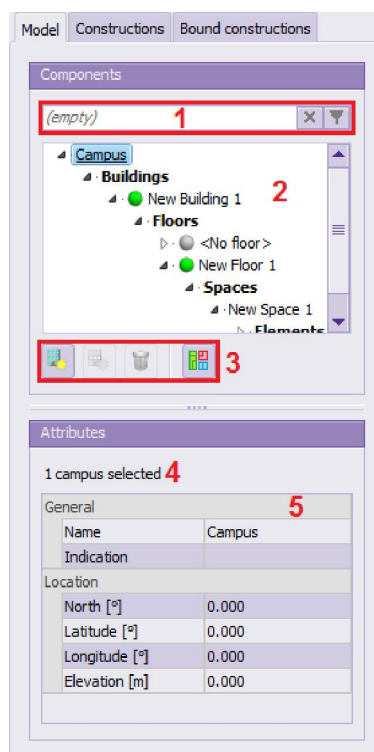 Model Constructions Bound constructions
Components
(empty) 1
Campus
Buildings
New Building 1 2
Floors
<No floor>
New Floor 1
Spaces
New Space 1
Elements
3
Attributes
1 campus selected 4
General 5
Name Campus
Indication
Location
North [°] 0.000
Latitude [°] 0.000
Longitude [°] 0.000
Elevation [m] 0.000